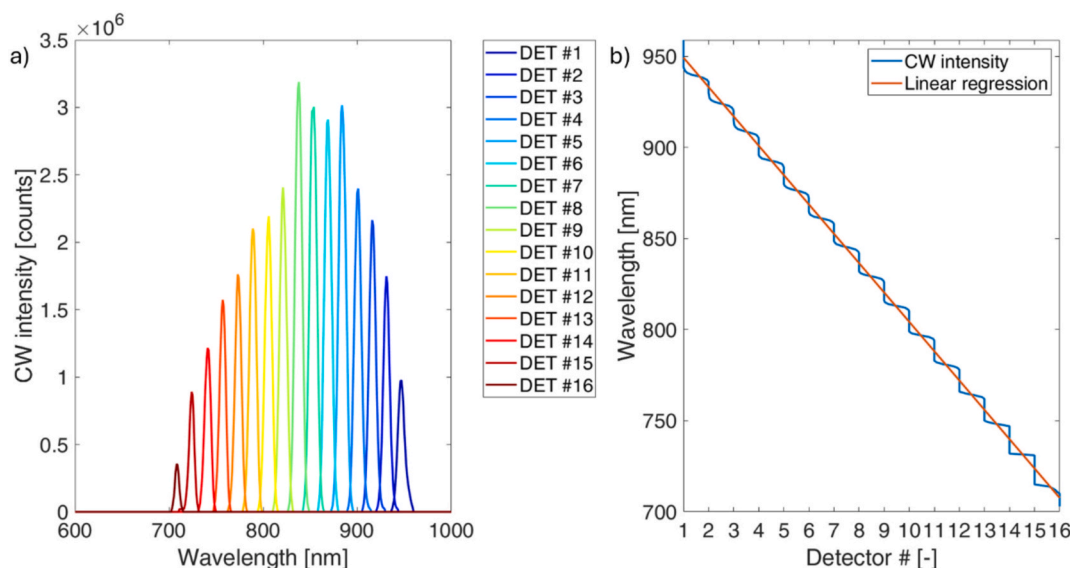 a)
×10⁶
3.5
3
2.5
2
1.5
1
0.5
0
CW intensity [counts]
600
700
800
900
1000
Wavelength [nm]
DET #1
DET #2
DET #3
DET #4
DET #5
DET #6
DET #7
DET #8
DET #9
DET #10
DET #11
DET #12
DET #13
DET #14
DET #15
DET #16
b)
CW intensity
Linear regression
950
900
850
800
750
700
Wavelength [nm]
1 2 3 4 5 6 7 8 9 10 11 12 13 14 15 16
Detector # [-]